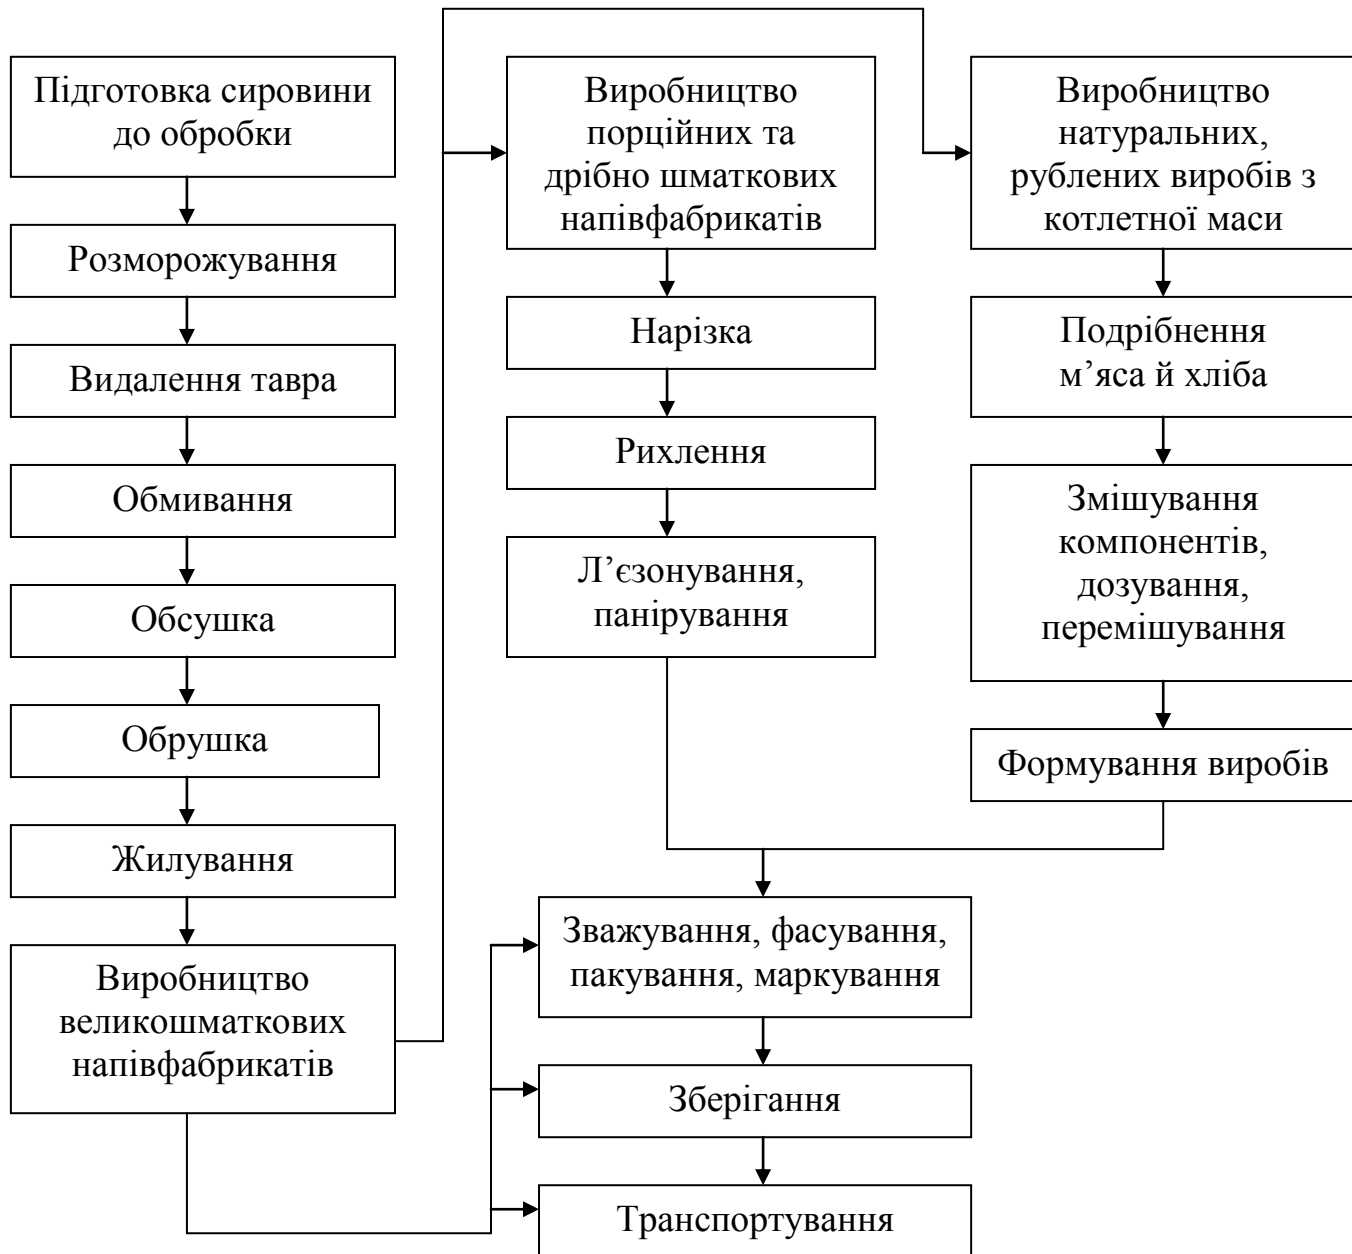 Підготовка сировини
до обробки
Розморожування
Видалення тавра
Обмивання
Обсушка
Обрушка
Жилування
Виробництво
великошматкових
напівфабрикатів
Виробництво
порційних та
дрібно шматкових
напівфабрикатів
Нарізка
Рихлення
Л’єзонування,
панірування
Виробництво
натуральних,
рублених виробів з
котлетної маси
Подрібнення
м’яса й хліба
Змішування
компонентів,
дозування,
перемішування
Формування виробів
Зважування, фасування,
пакування, маркування
Зберігання
Транспортування